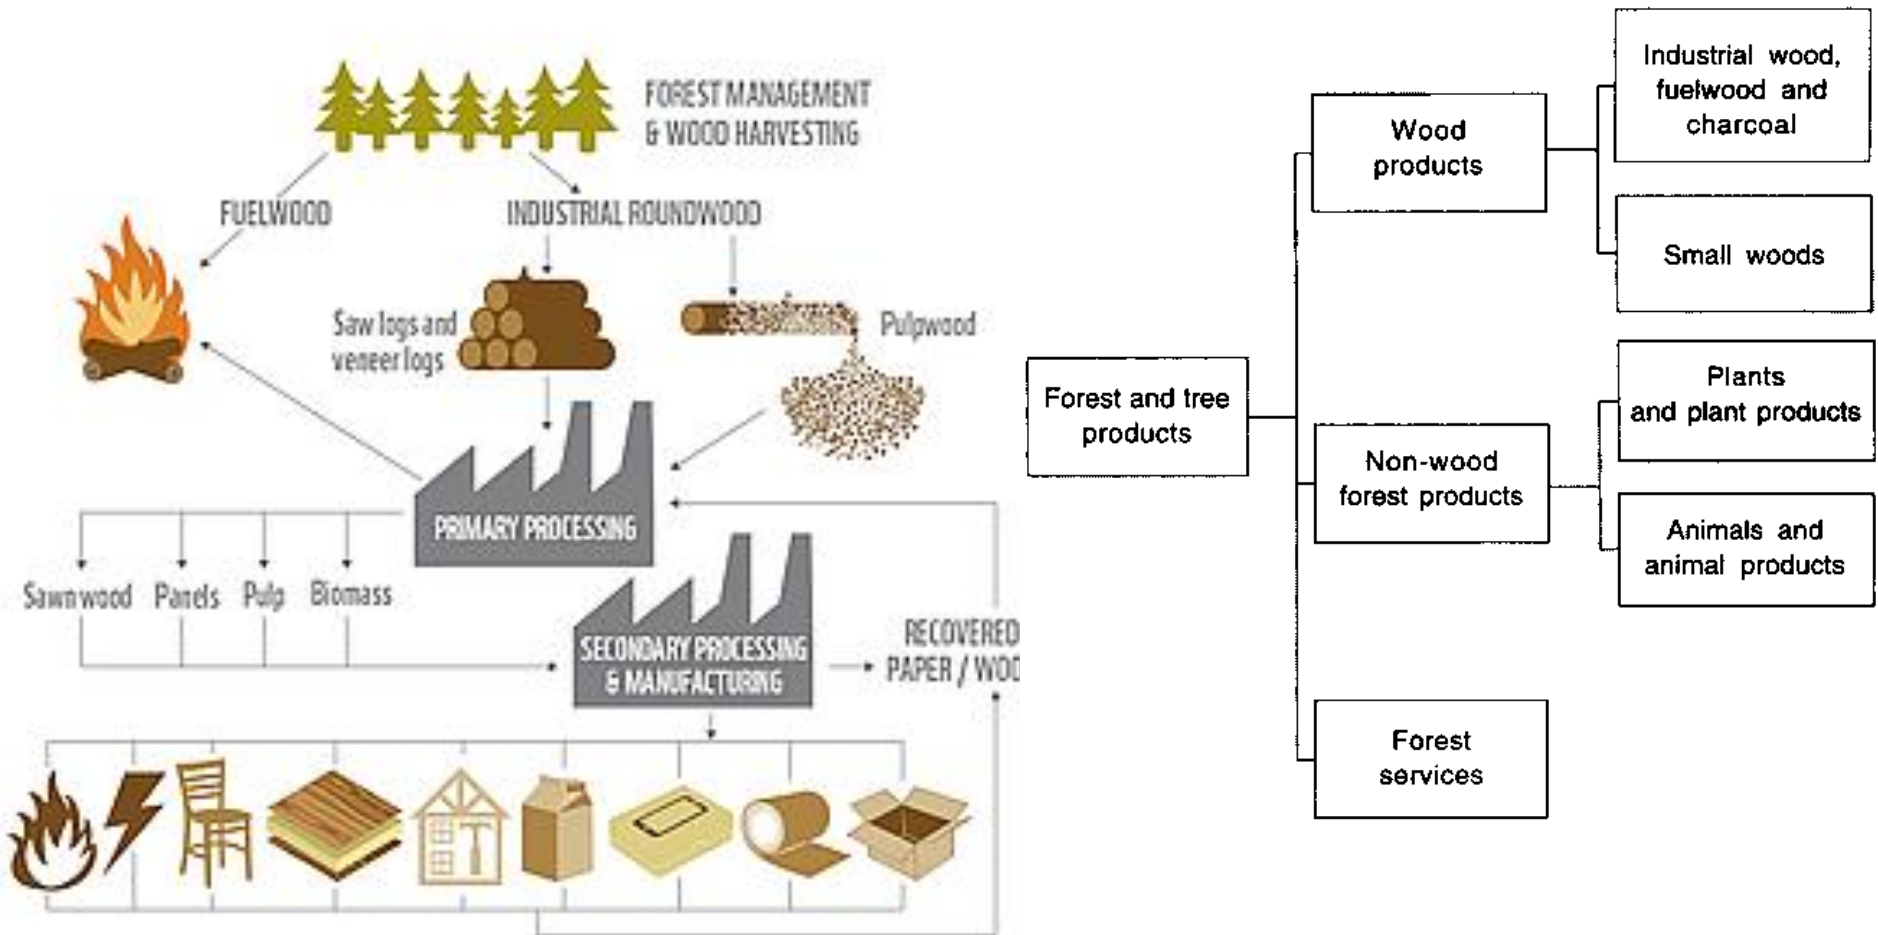 FOREST MANAGEMENT
& WOOD HARVESTING
FUELWOOD
INDUSTRIAL ROUNDWOOD
Saw logs and
veneer logs
Pulpwood
PRIMARY PROCESSING
Sawnwood
Panels
Pulp
Biomass
SECONDARY PROCESSING
& MANUFACTURING
RECOVERED
PAPER / WOO
Forest and tree
products
Wood
products
Industrial wood,
fuelwood and
charcoal
Small woods
Non-wood
forest products
Plants
and plant products
Animals and
animal products
Forest
services